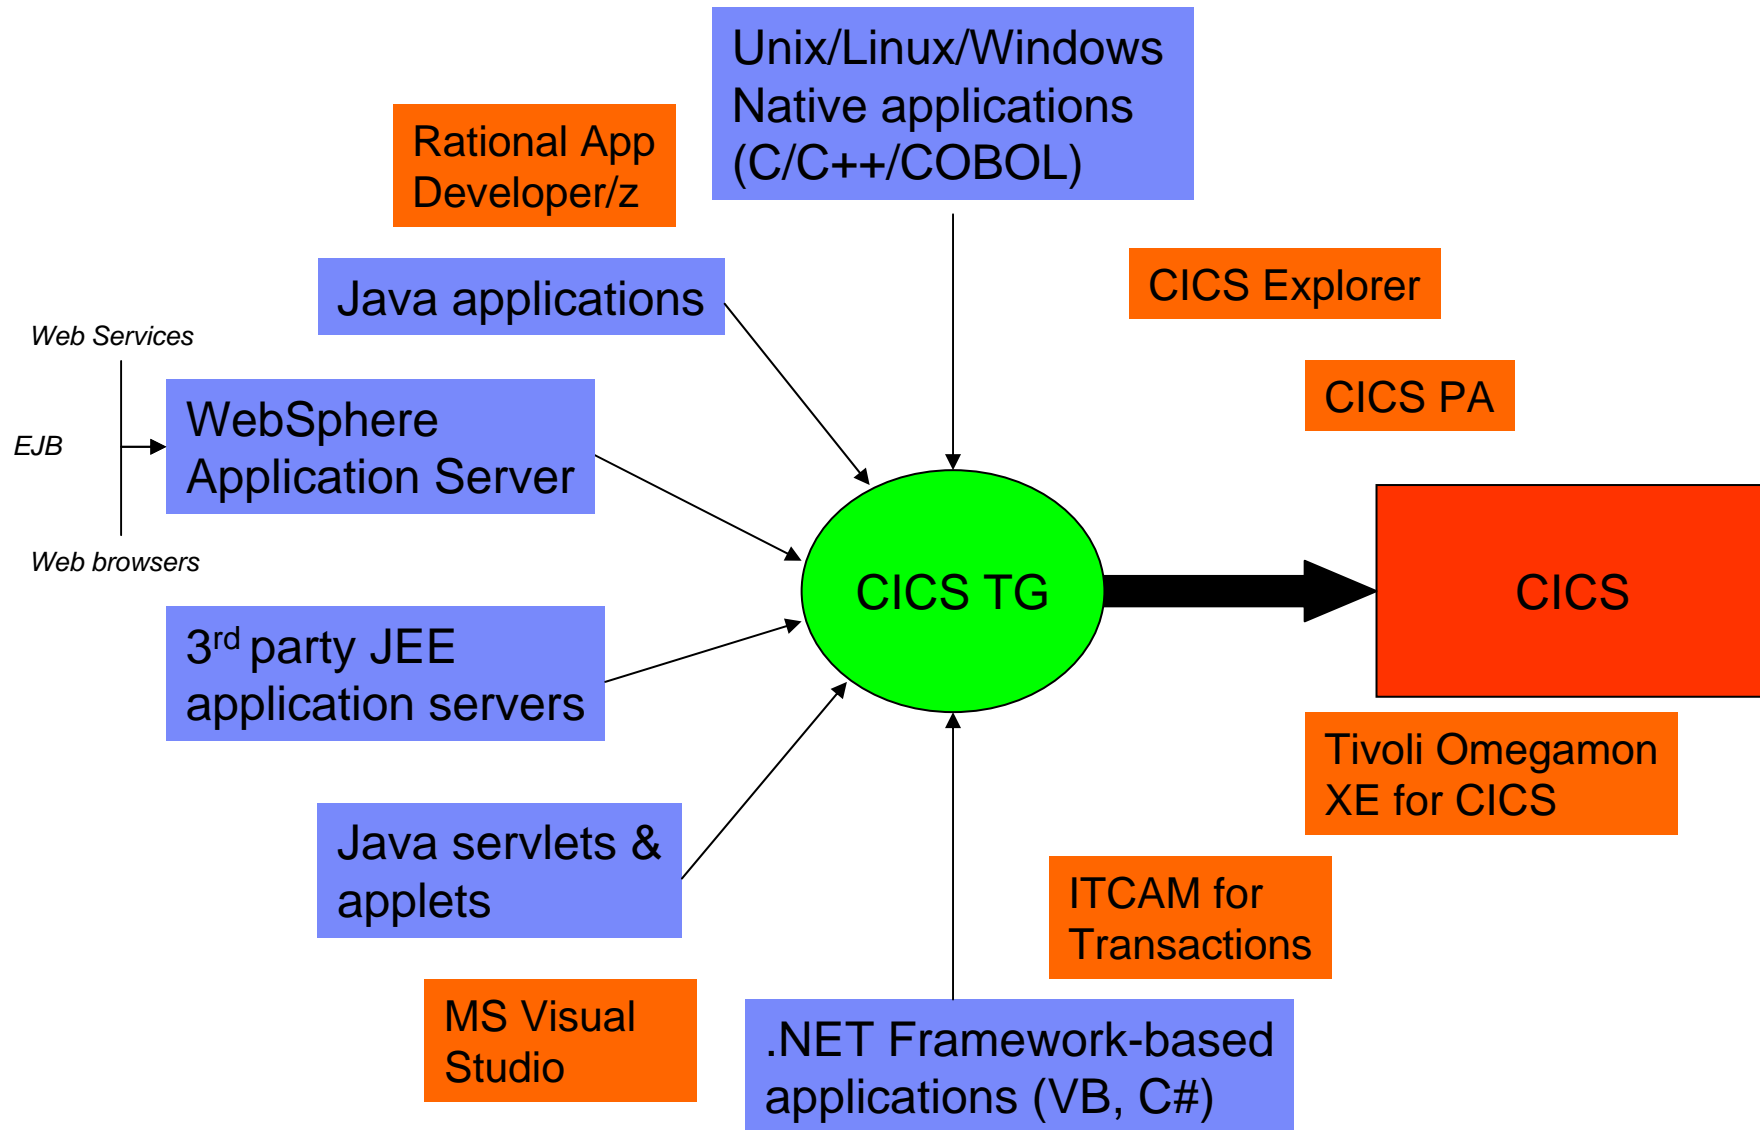 Unix/Linux/Windows
Native applications
(C/C++/COBOL)
Rational App
Developer/z
CICS Explorer
Java applications
Web Services
CICS PA
WebSphere
Application Server
EJB
Web browsers
CICS TG
CICS
3rd party JEE
application servers
Tivoli Omegamon
XE for CICS
Java servlets &
applets
ITCAM for
Transactions
MS Visual
Studio
.NET Framework-based
applications (VB, C#)